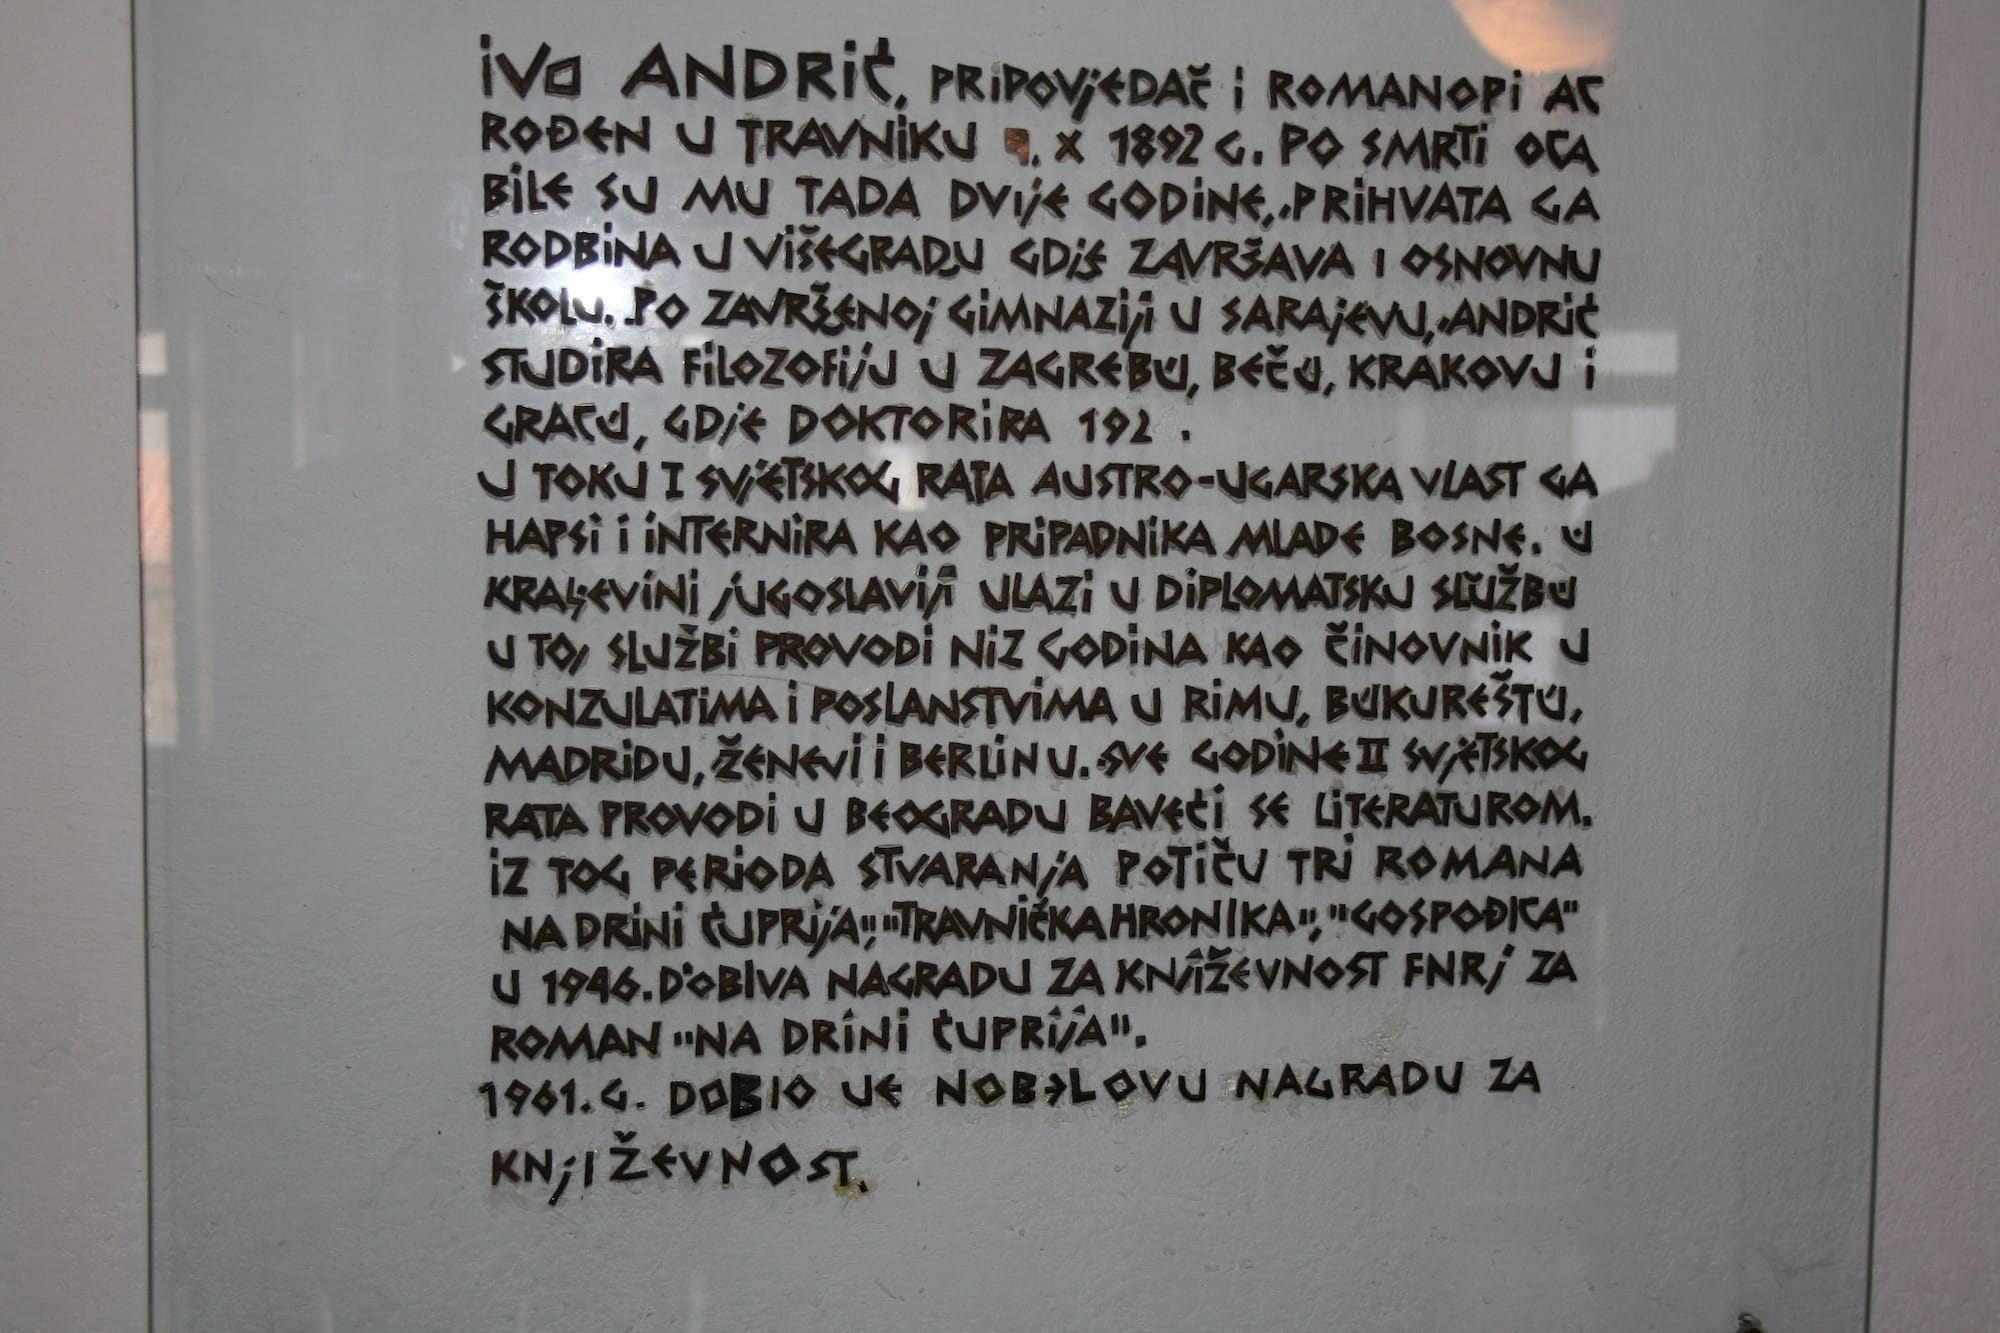 IVO ANDRIĆ, PRIPOVJEDAČ I ROMANOPI AC
ROĐEN U TRAVNIKU . X 1892 G. PO SMRTI OCA
BILE SU MU TADA DVIJE GODINE, PRIHVATA GA
RODBINA U VIŠEGRADU GDJE ZAVRŠAVA I OSNOVNU
ŠKOLU. PO ZAVRŠENOJ GIMNAZIJI U SARAJEVU, ANDRIĆ
STUDIRA FILOZOFIJU U ZAGREBU, BEČU, KRAKOVU I
GRACU, GDJE DOKTORIRA 192 .
U TOKU I SVJETSKOG RATA AUSTRO-UGARSKA VLAST GA
HAPSI I INTERNIRA KAO PRIPADNIKA MLADE BOSNE. U
KRALJEVINI JUGOSLAVIJI ULAZI U DIPLOMATSKU SLUŽBU
U TOJ SLUŽBI PROVODI NIZ GODINA KAO ČINOVNIK U
KONZULATIMA I POSLANSTVIMA U RIMU, BUKUREŠTU,
MADRIDU, ŽENEVI I BERLINU. SVE GODINE II SVJETSKOG
RATA PROVODI U BEOGRADU BAVEĆI SE LITERATUROM.
IZ TOG PERIODA STVARANJA POTIČU TRI ROMANA
NA DRINI ĆUPRIJA", "TRAVNIČKA HRONIKA", "GOSPOĐICA"
U 1946. DOBIVA NAGRADU ZA KNJIŽEVNOST FNRJ ZA
ROMAN "NA DRINI ĆUPRIJA".
1961. G. DOBIO JE NOBELOVU NAGRADU ZA
KNJIŽEVNOST.